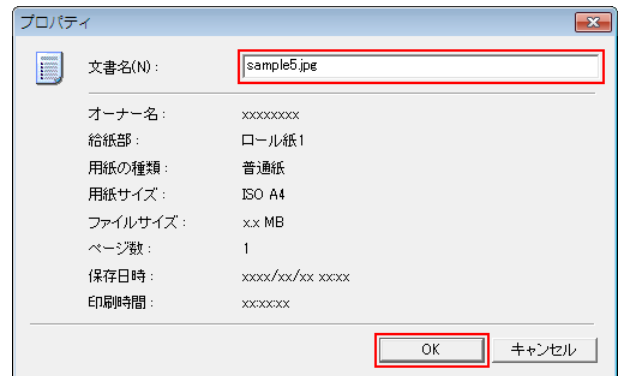 プロパティ
文書名(N) : sample5.jpg
オーナー名 : xxxxxxxx
給紙部 : ロール紙1
用紙の種類 : 普通紙
用紙サイズ : ISO A4
ファイルサイズ : x.x MB
ページ数 : 1
保存日時 : xxxx/xx/xx xx:xx
印刷時間 : xx:xx:xx
OK キャンセル